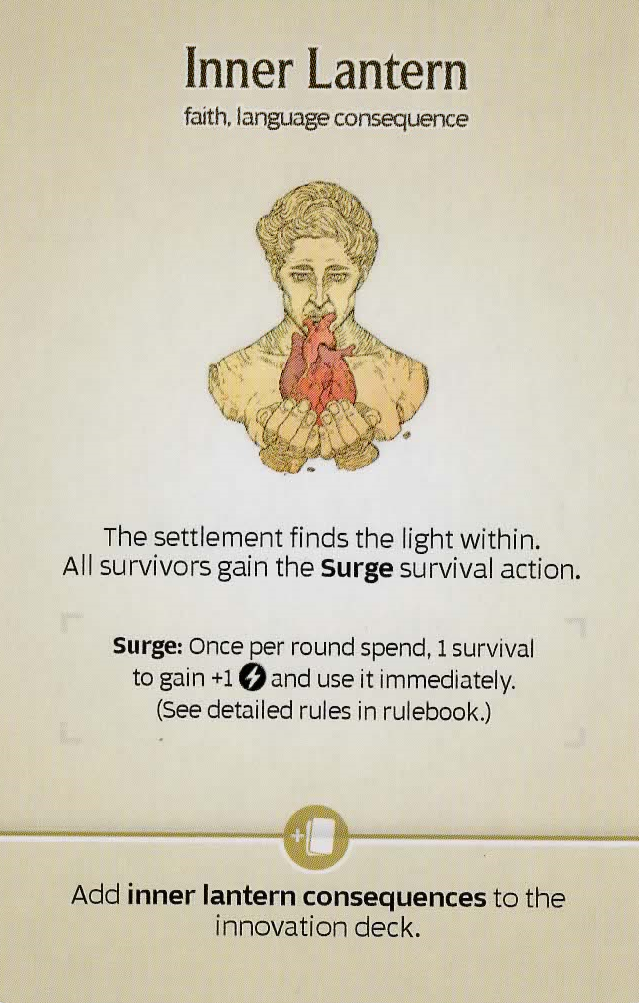 Inner Lantern
faith, language consequence
The settlement finds the light within.
All survivors gain the Surge survival action.
Surge: Once per round spend, 1 survival
to gain +1 and use it immediately.
(See detailed rules in rulebook.)
+
Add inner lantern consequences to the
innovation deck.